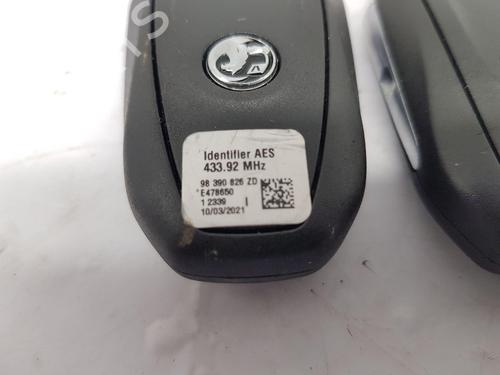 Identifier AES
433.92 MHz
98 390 826 ZD
*E478650
1 2339 |
10/03/2021